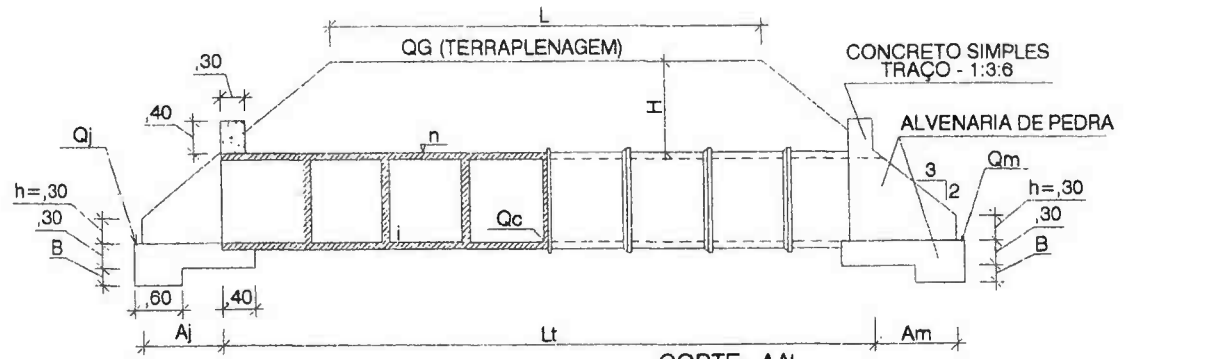 L
QG (TERRAPLENAGEM)
CONCRETO SIMPLES
TRAÇO - 1:3:6
,30
H
,40
ALVENARIA DE PEDRA
Qj
n
Qm
3
2
h=,30
h=,30
,30
,30
Qc
i
B
B
,60
,40
Aj
Lt
Am